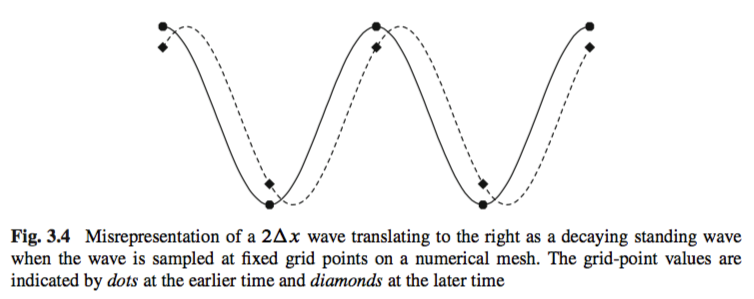 Fig. 3.4 Misrepresentation of a 2Δx wave translating to the right as a decaying standing wave
when the wave is sampled at fixed grid points on a numerical mesh. The grid-point values are
indicated by dots at the earlier time and diamonds at the later time